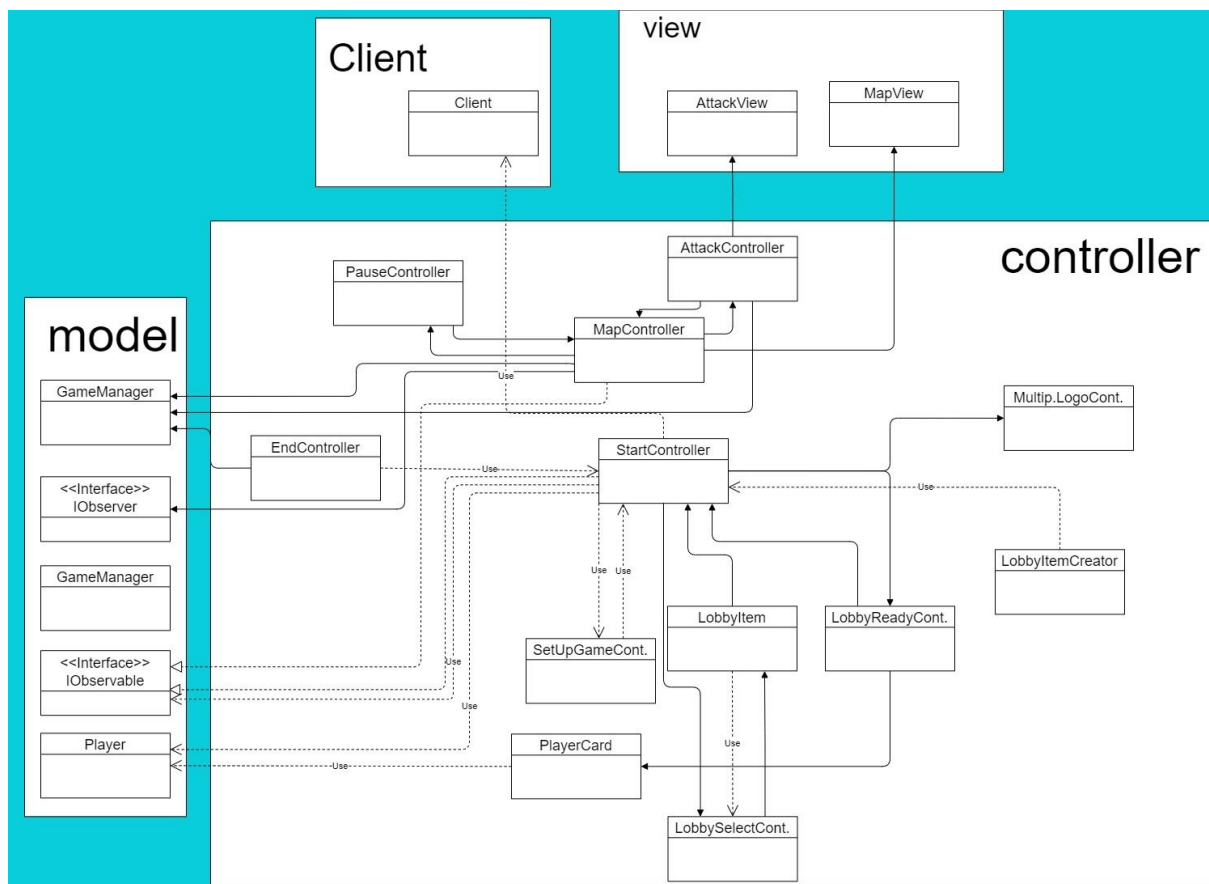 Client
Client
view
AttackView
MapView
controller
AttackController
PauseController
MapController
model
GameManager
Use
Multip.LogoCont.
EndController
StartController
Use
<<Interface>>
IObserver
Use
LobbyItemCreator
GameManager
Use
Use
LobbyItem
LobbyReadyCont.
SetUpGameCont.
<<Interface>>
IObservable
Use
Use
Player
PlayerCard
Use
Use
LobbySelectCont.